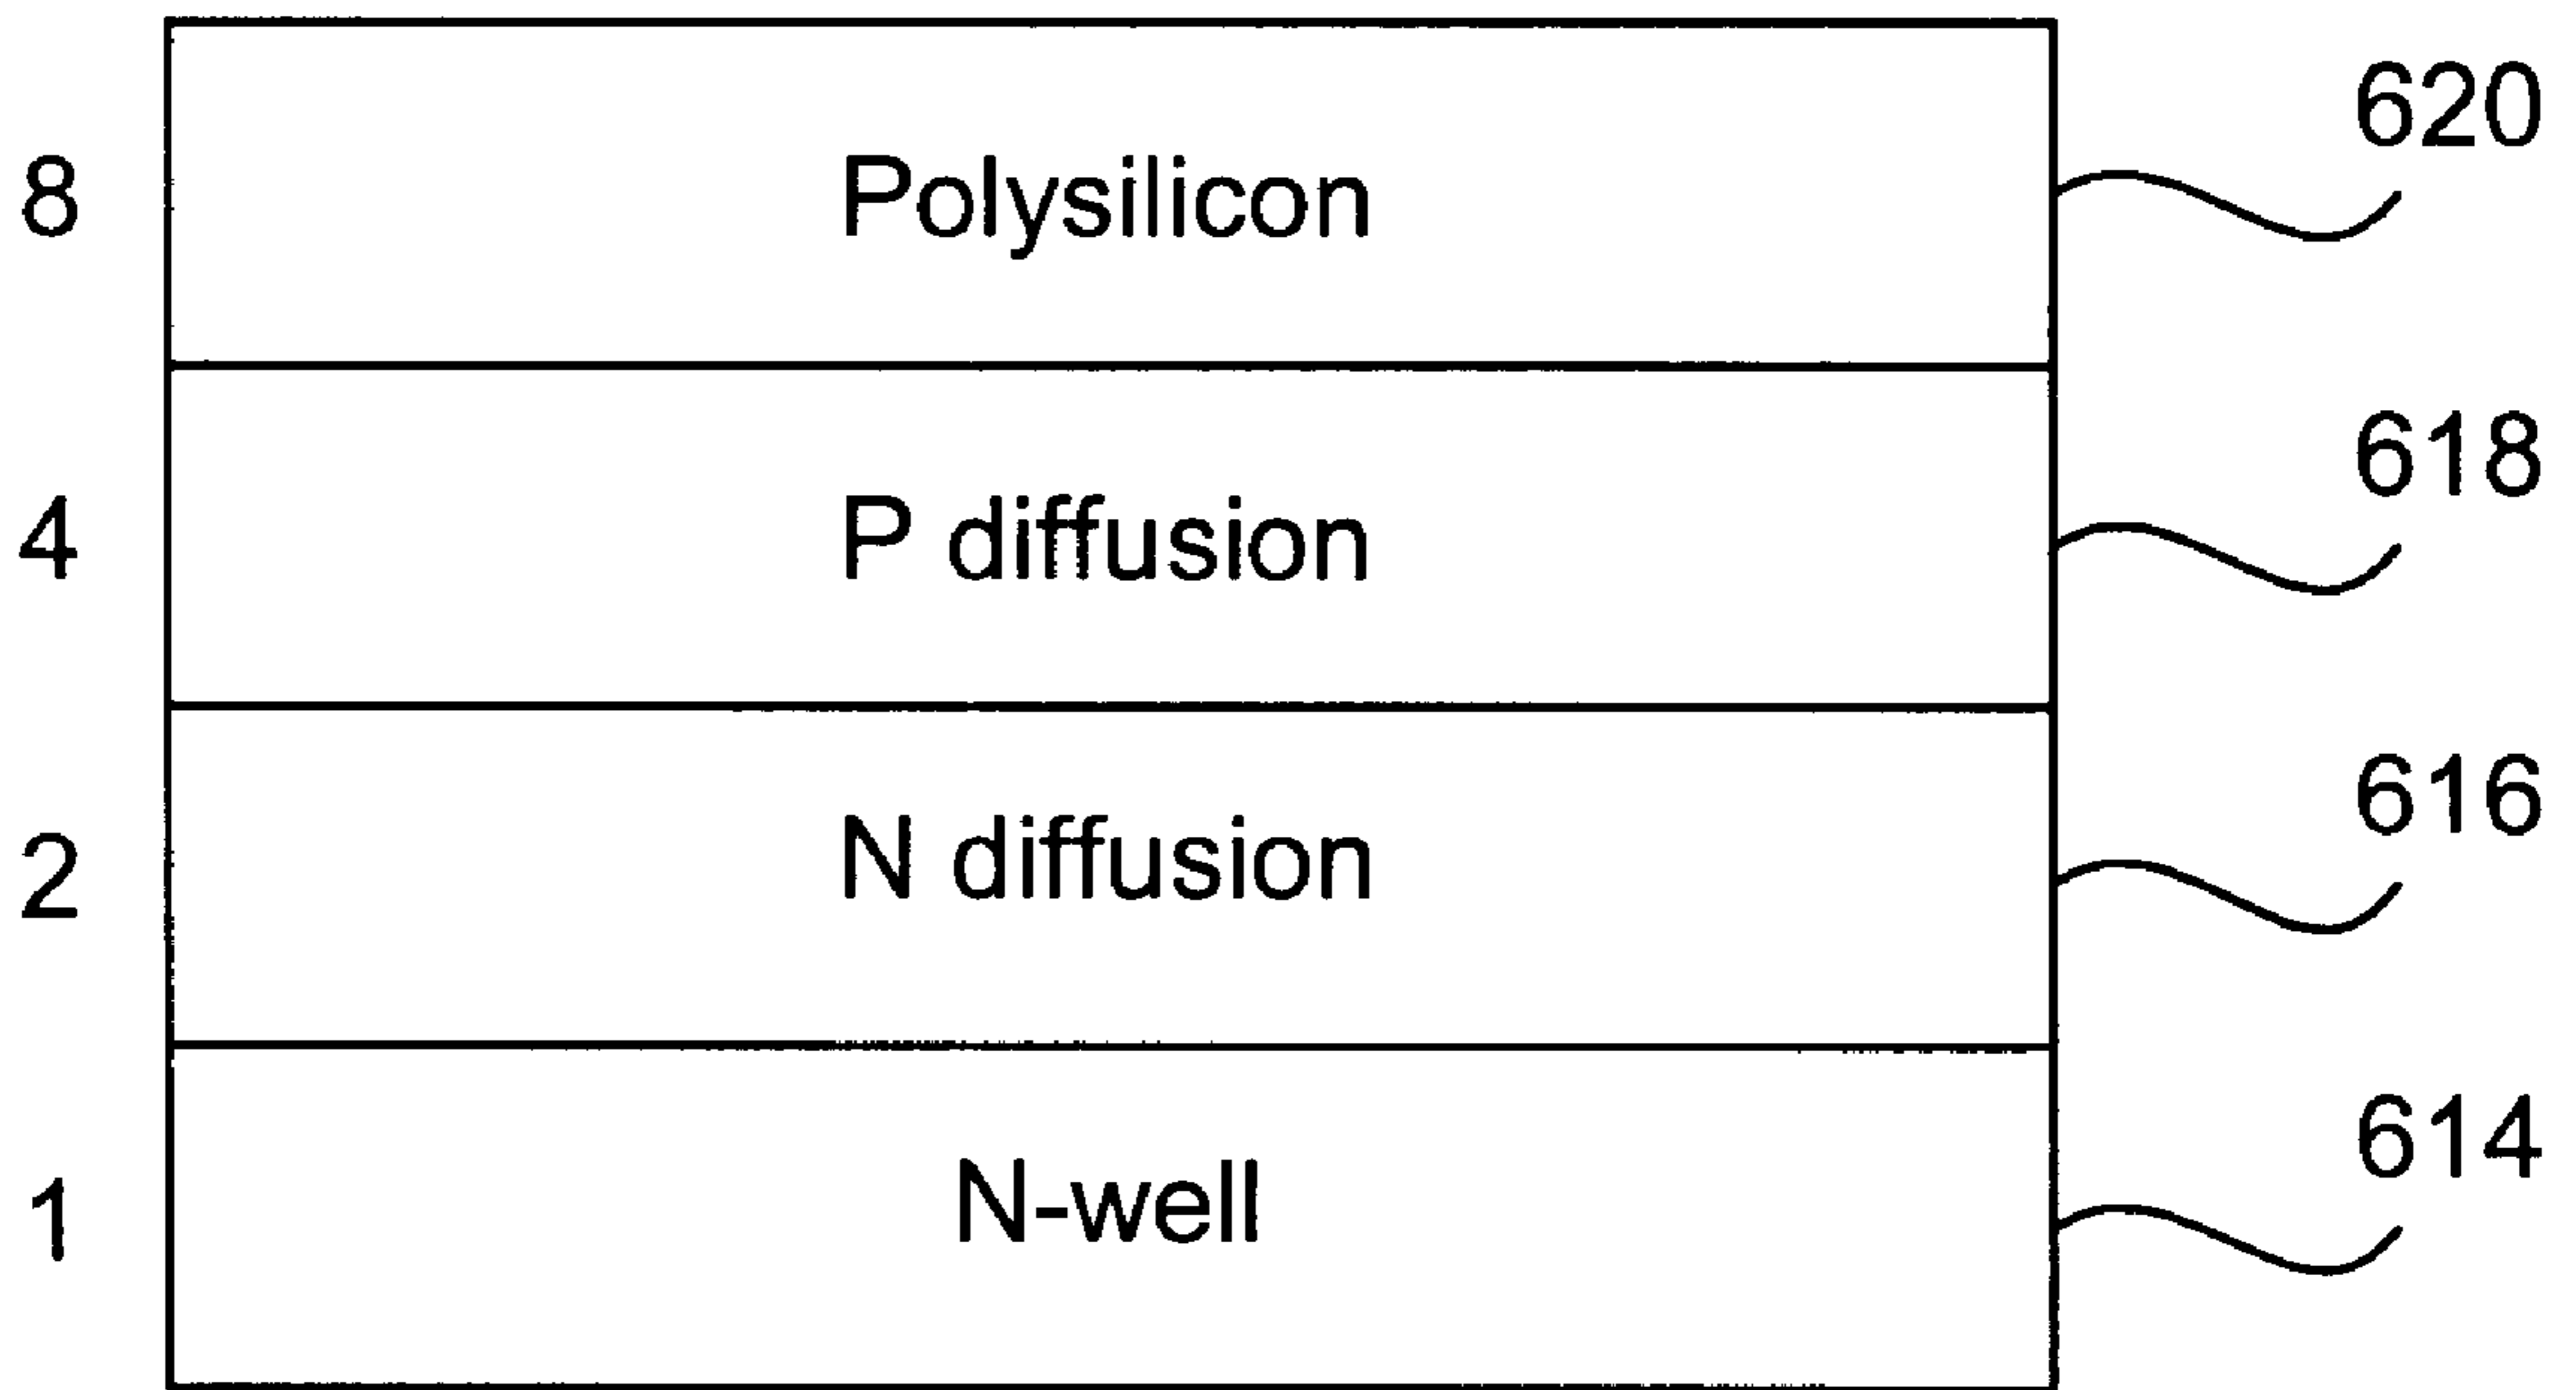 620
8 Polysilicon
618
4 P diffusion
616
2 N diffusion
614
1 N-well